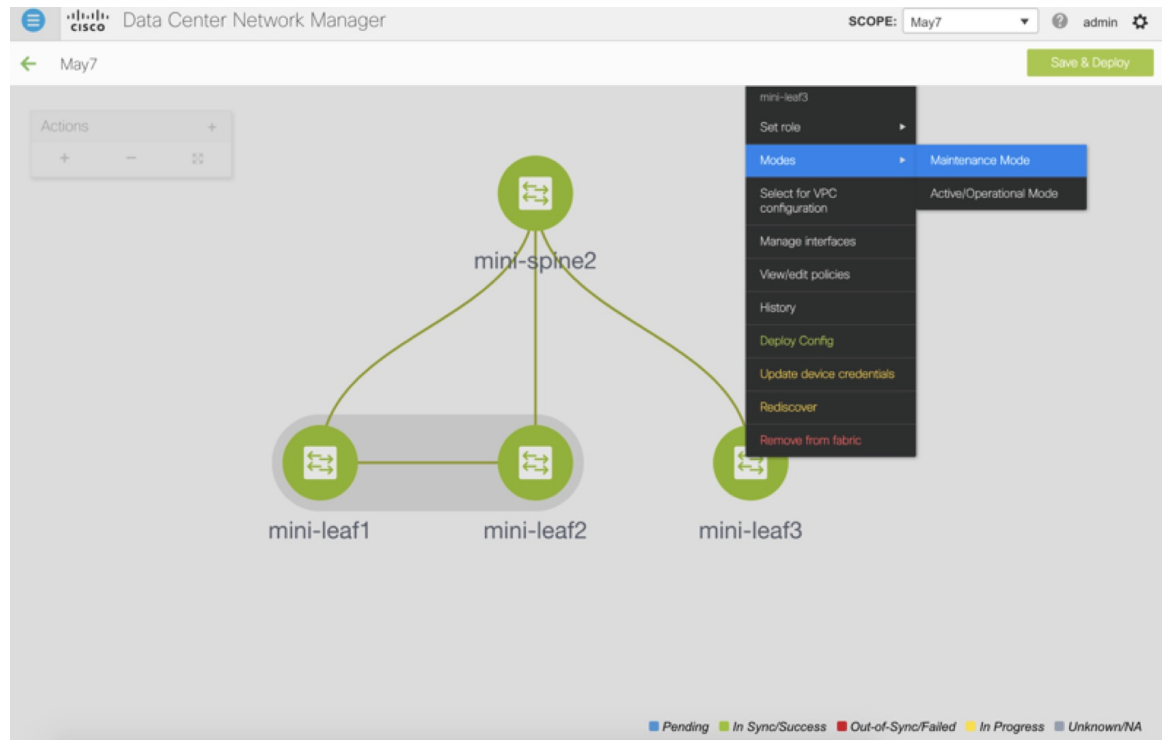 CISCO Data Center Network Manager SCOPE: May7 admin
May7 Save & Deploy
Actions
mini-leaf3
Set role
Modes Maintenance Mode
Select for VPC configuration
Active/Operational Mode
Manage interfaces
View/edit policies
History
Deploy Config
Update device credentials
Rediscover
Remove from fabric
mini-spine2
mini-leaf1 mini-leaf2 mini-leaf3
Pending In Sync/Success Out-of-Sync/Failed In Progress Unknown/NA